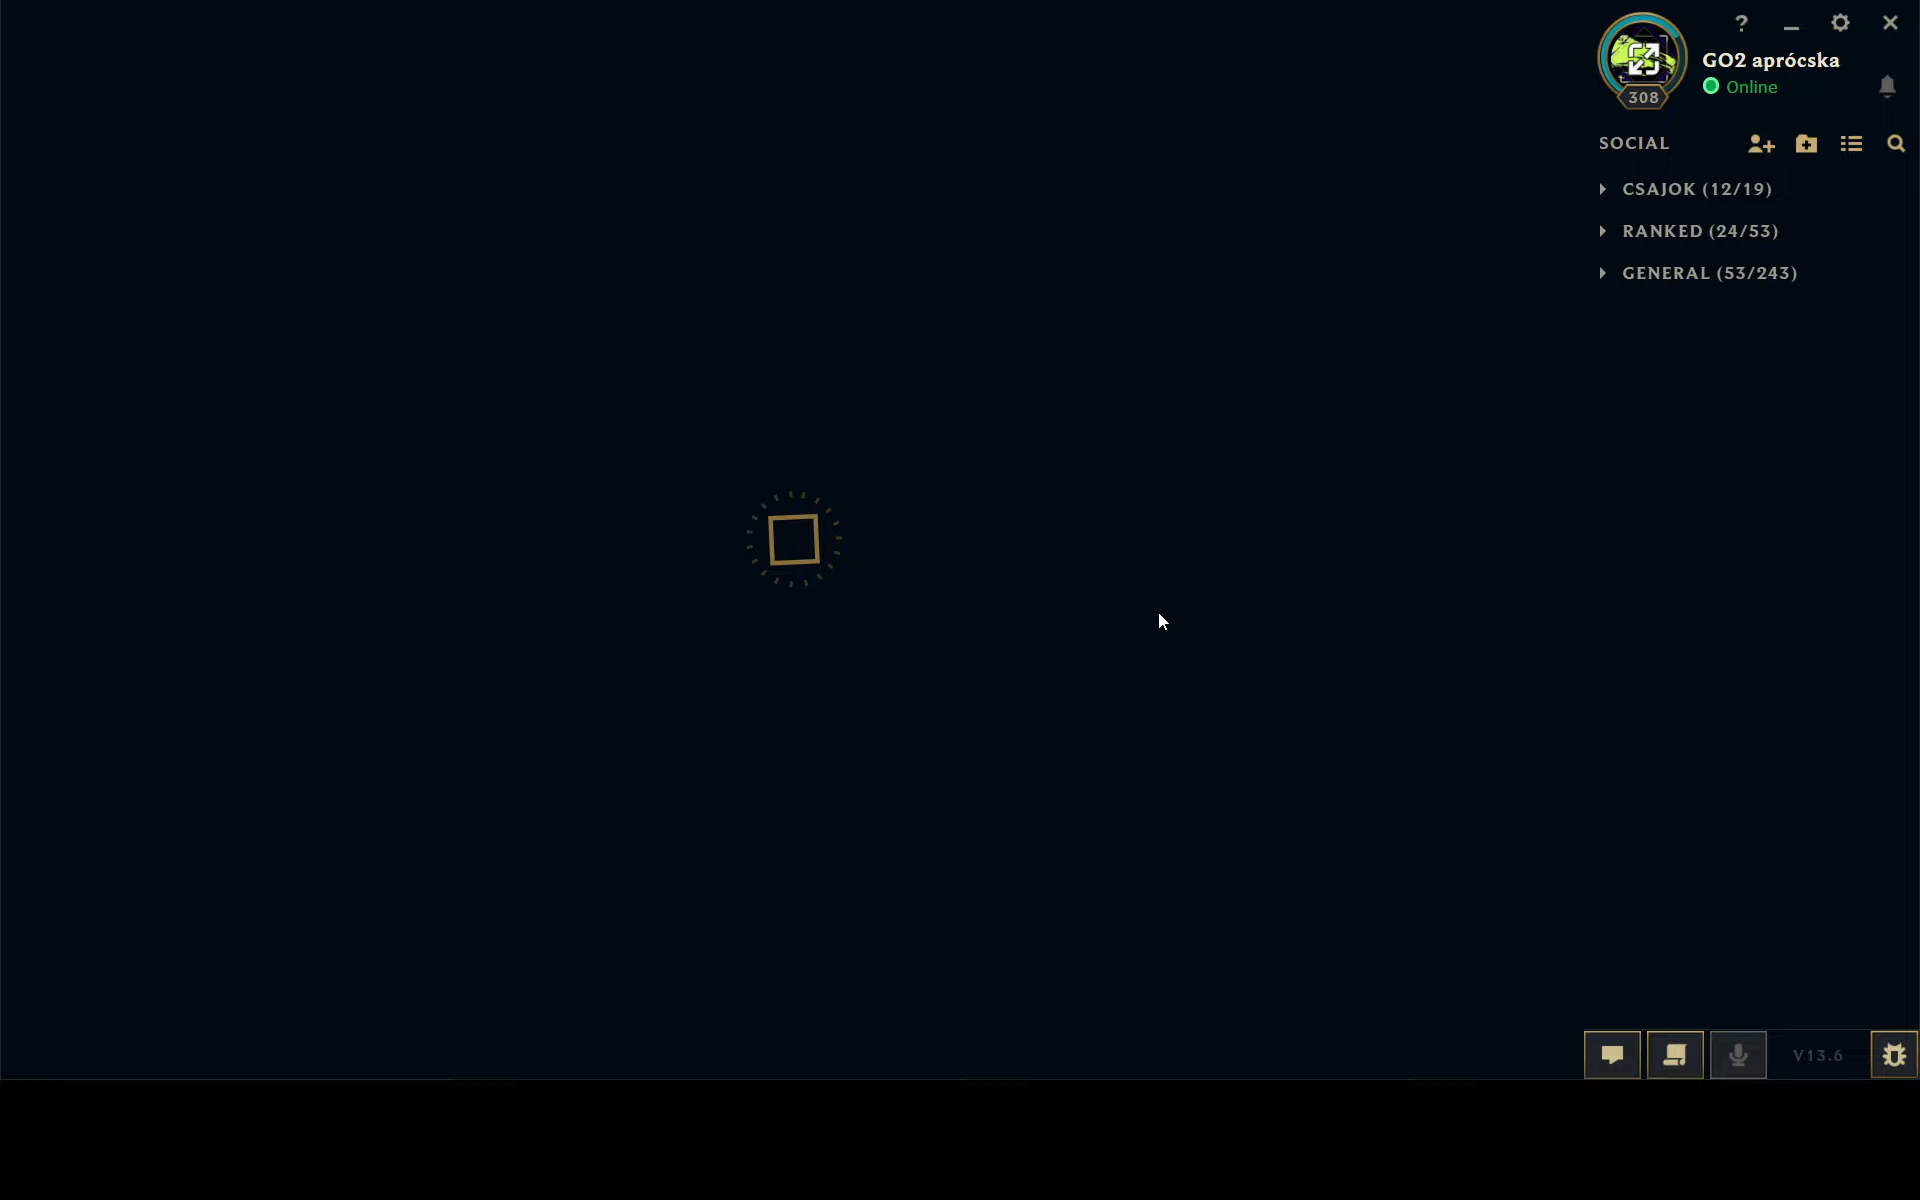 ?
GO2 aprócska
Online
308
SOCIAL
CSAJOK (12/19)
RANKED (24/53)
GENERAL (53/243)
V13.6